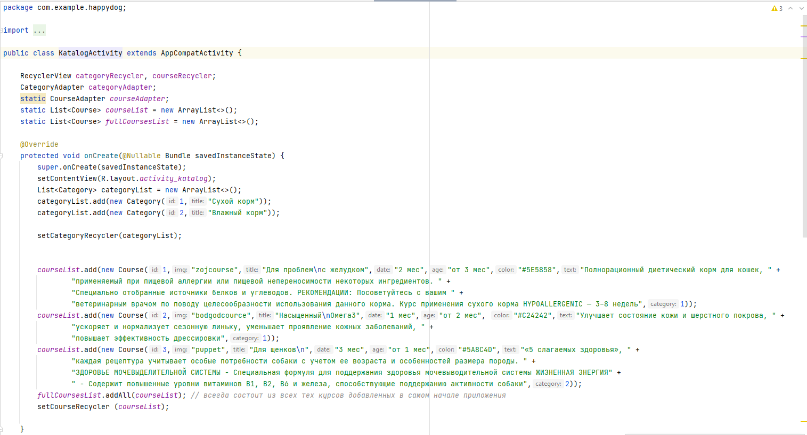 package com.example.happydog;
import ...
public class KatalogActivity extends AppCompatActivity {
RecyclerView categoryRecycler, courseRecycler;
CategoryAdapter categoryAdapter;
static CourseAdapter courseAdapter;
static List<Course> courseList = new ArrayList<>();
static List<Course> fullCoursesList = new ArrayList<>();
@Override
protected void onCreate(@Nullable Bundle savedInstanceState) {
super.onCreate(savedInstanceState);
setContentView(R.layout.activity_katalog);
List<Category> categoryList = new ArrayList<>();
categoryList.add(new Category( id: 1, title: "Сухой корм"));
categoryList.add(new Category( id: 2, title: "Влажный корм"));
setCategoryRecycler(categoryList);
courseList.add(new Course( id: 1, img: "zojcourse", title: "Для проблем\nс желудком", date: "2 мес", age: "от 3 мес", color: "#5E5858", text: "Полнорационный диетический корм для кошек, " +
"применяемый при пищевой аллергии или пищевой непереносимости некоторых ингредиентов. " +
"Специально отобранные источники белков и углеводов. РЕКОМЕНДАЦИИ: Посоветуйтесь с вашим " +
"ветеринарным врачом по поводу целесообразности использования данного корма. Курс применения сухого корма HYPOALLERGENIC – 3-8 недель", category: 1));
courseList.add(new Course( id: 2, img: "bodgodcource", title: "Насыщенный\nОмега3", date: "1 мес", age: "от 2 мес", color: "#C242A2", text: "Улучшает состояние кожи и шерстного покрова, " +
"ускоряет и нормализует сезонную линьку, уменьшает проявление кожных заболеваний, " +
"повышает эффективность дрессировки", category: 1));
courseList.add(new Course( id: 3, img: "puppet", title: "Для щенков\n", date: "3 мес", age: "от 1 мес", color: "#5A8C4D", text: "«5 слагаемых здоровья», " +
"каждая рецептура учитывает особые потребности собаки с учетом ее возраста и особенностей размера породы. " +
"ЗДОРОВЬЕ МОЧЕВЫДЕЛИТЕЛЬНОЙ СИСТЕМЫ - Специальная формула для поддержания здоровья мочевыводительной системы ЖИЗНЕННАЯ ЭНЕРГИЯ" +
" - Содержит повышенные уровни витаминов B1, B2, B6 и железа, способствующие поддержанию активности собаки", category: 2));
fullCoursesList.addAll(courseList); // всегда состоит из всех тех курсов добавленных в самом начале приложения
setCourseRecycler (courseList);
}